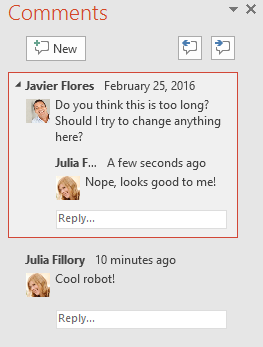 Comments
New
Javier Flores February 25, 2016
Do you think this is too long?
Should I try to change anything
here?
Julia F... A few seconds ago
Nope, looks good to me!
Reply...
Julia Fillory 10 minutes ago
Cool robot!
Reply...